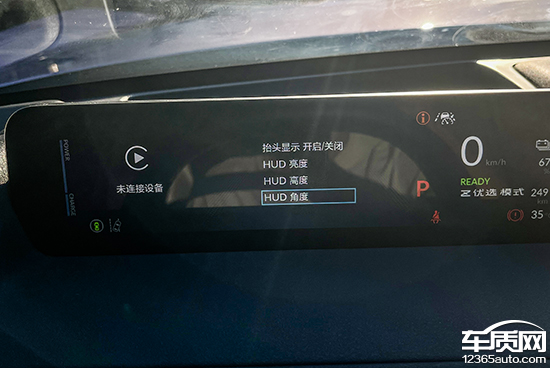 抬头显示 开启/关闭
HUD 亮度
HUD 高度
HUD 角度
未连接设备
POWER
CHARGE
OK
P
0
km/h
READY
优选模式
67
249
km
35
车质网
12365auto.com